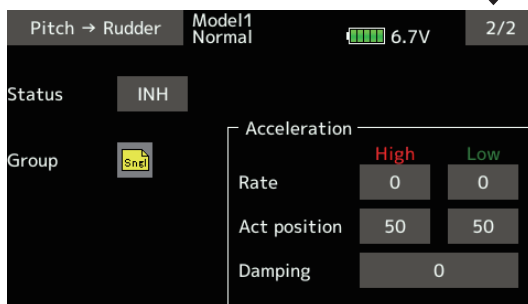 Pitch → Rudder Model1 6.7V 2/2
Normal
Status INH
Acceleration
High Low
Group Sngl
Rate 0 0
Act position 50 50
Damping 0